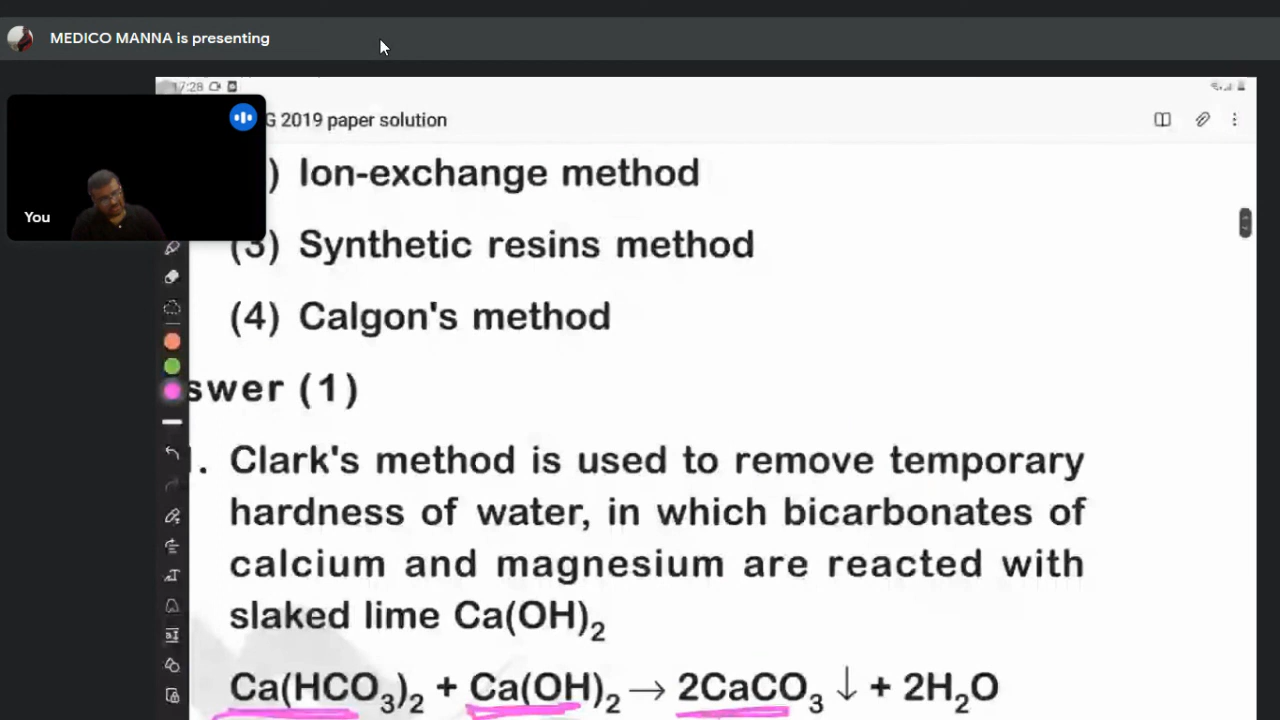 MEDICO MANNA is presenting
17:28
G 2019 paper solution
You
) Ion-exchange method
(3) Synthetic resins method
(4) Calgon's method
swer (1)
. Clark's method is used to remove temporary
hardness of water, in which bicarbonates of
calcium and magnesium are reacted with
slaked lime Ca(OH)₂
Ca(HCO₃)₂ + Ca(OH)₂ → 2CaCO₃ ↓ + 2H₂O